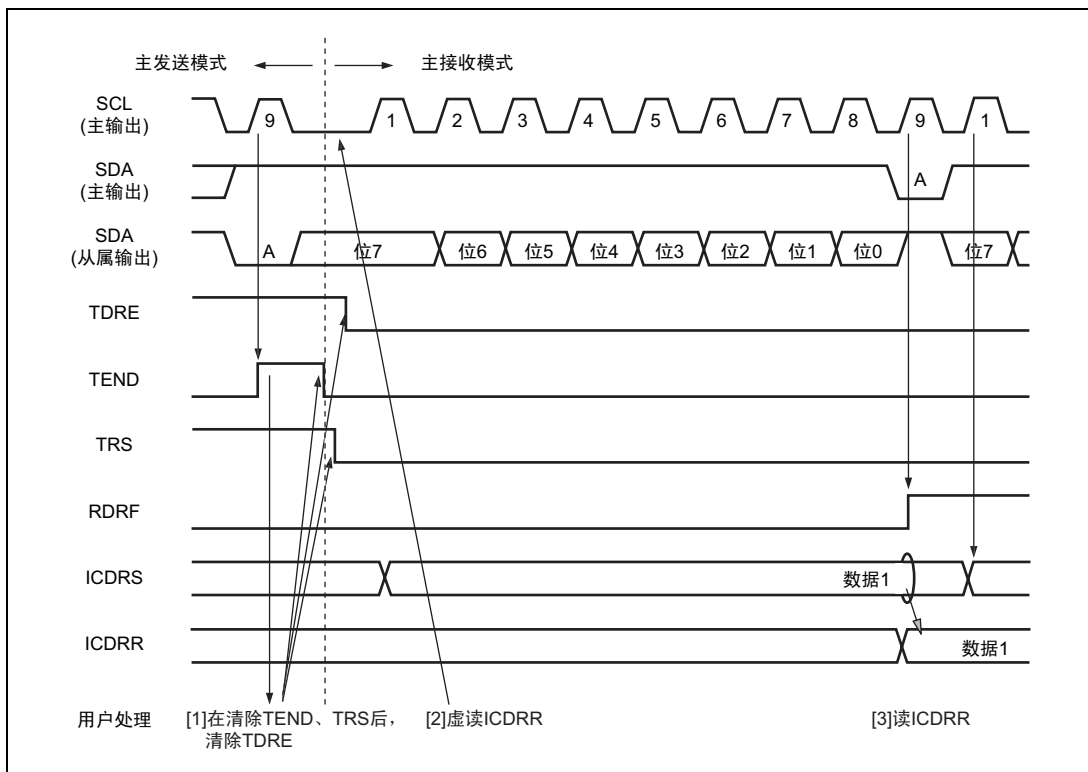 主发送模式 主接收模式
SCL
(主输出)
9 1 2 3 4 5 6 7 8 9 1
SDA
(主输出)
A
SDA
(从属输出)
A 位7 位6 位5 位4 位3 位2 位1 位0 位7
TDRE
TEND
TRS
RDRF
ICDRS
数据1
ICDRR
数据1
用户处理 [1]在清除TEND、TRS后， [2]虚读ICDRR [3]读ICDRR
清除TDRE